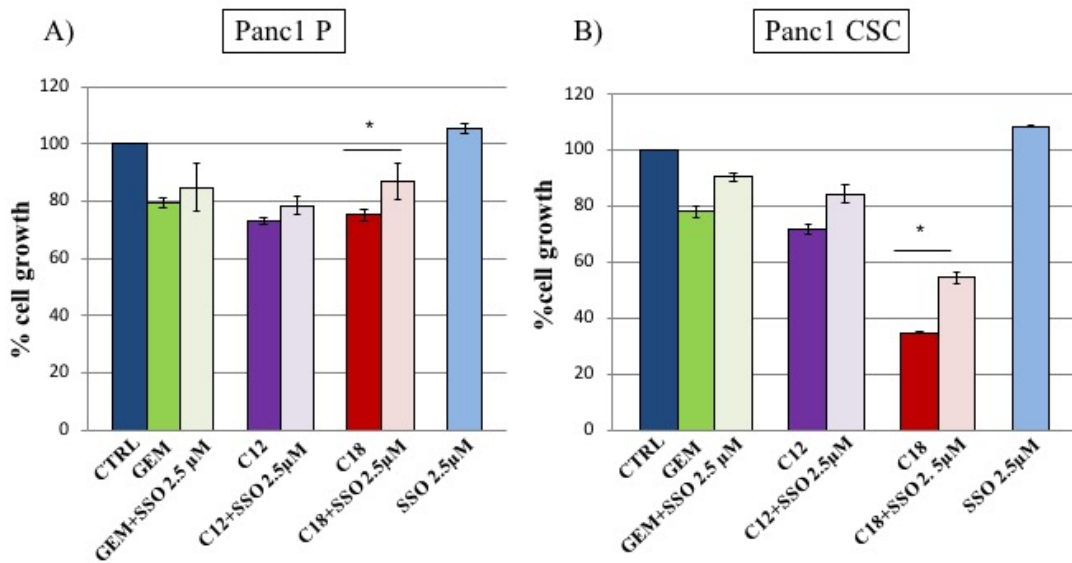 A)
Panc1 P
120
100
80
60
40
20
0
% cell growth
*
CTRL
GEM
GEM+SSO 2.5 µM
C12
C12+SSO 2.5µM
C18
C18+SSO 2.5µM
SSO 2.5µM
B)
Panc1 CSC
120
100
80
60
40
20
0
%cell growth
*
CTRL
GEM
GEM+SSO 2.5 µM
C12
C12+SSO 2.5µM
C18
C18+SSO 2. 5µM
SSO 2.5µM